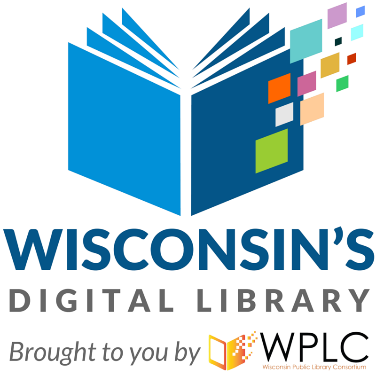 WISCONSIN'S
DIGITAL LIBRARY
Brought to you by WPLC
Wisconsin Public Library Consortium